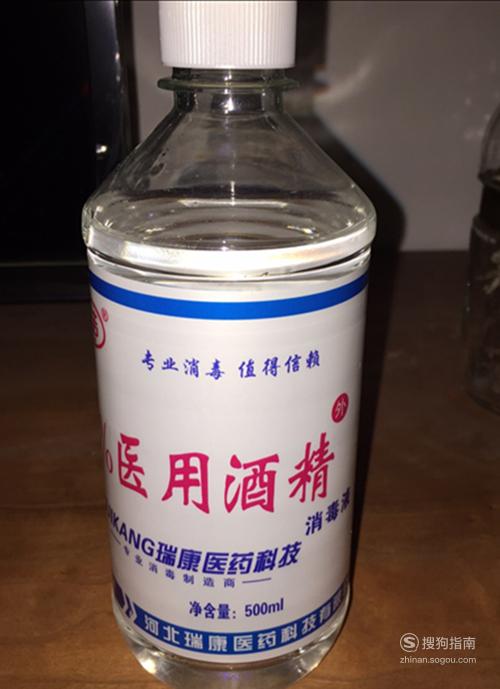 ®
专业消毒 值得信赖
外
%医用酒精
消毒液
KANG瑞康医药科技
专业消毒制造商
净含量：500ml
河北瑞康医药科技有
搜狗指南
zhinan.sogou.com